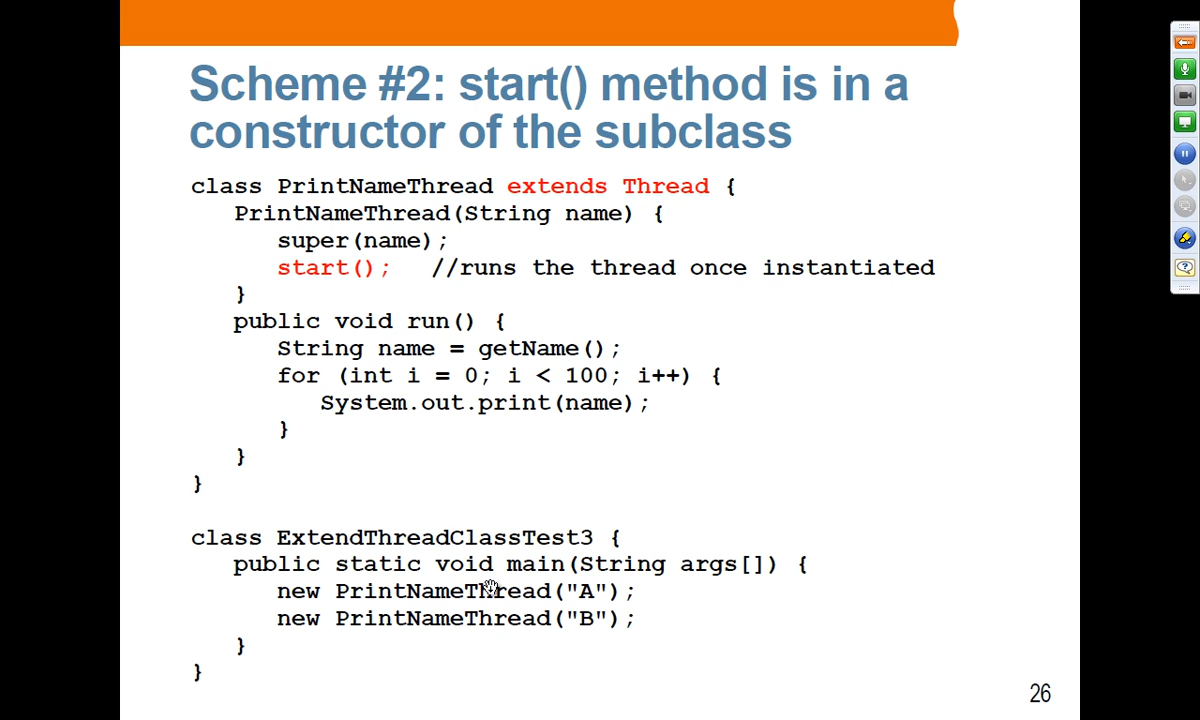 Scheme #2: start() method is in a
constructor of the subclass
class PrintNameThread extends Thread {
PrintNameThread(String name) {
super(name);
start();   //runs the thread once instantiated
}
public void run() {
String name = getName();
for (int i = 0; i < 100; i++) {
System.out.print(name);
}
}
}
class ExtendThreadClassTest3 {
public static void main(String args[]) {
new PrintNameThread("A");
new PrintNameThread("B");
}
}
26